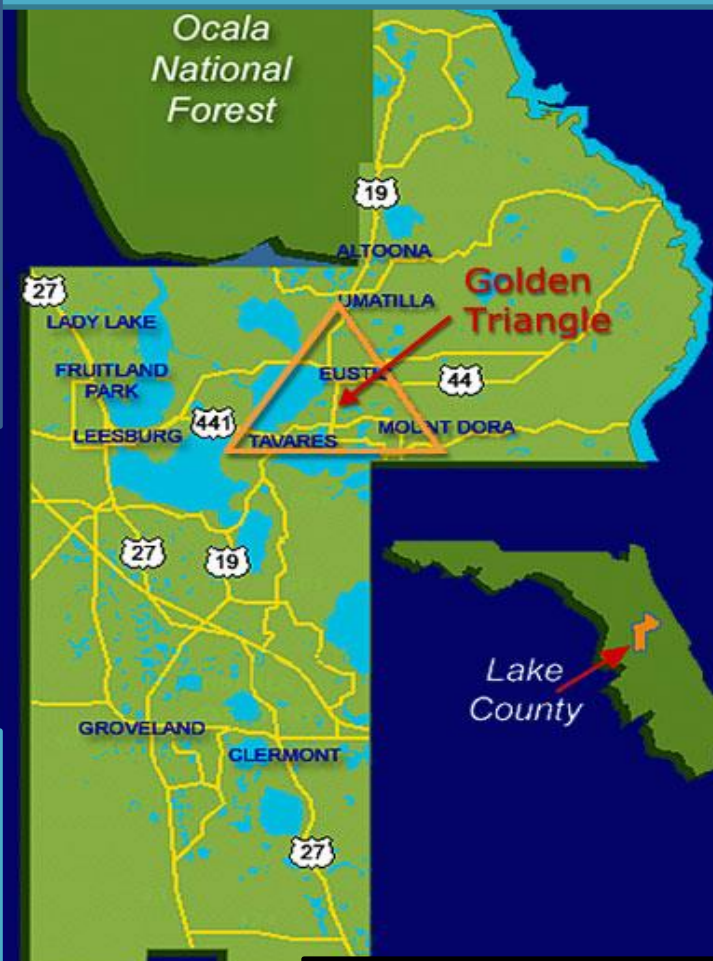 Ocala
National
Forest
19
ALTOONA
27
UMATILLA
Golden
Triangle
LADY LAKE
FRUITLAND
PARK
44
441
LEESBURG
TAVARES
MOUNT DORA
27
19
Lake
County
GROVELAND
CLERMONT
27